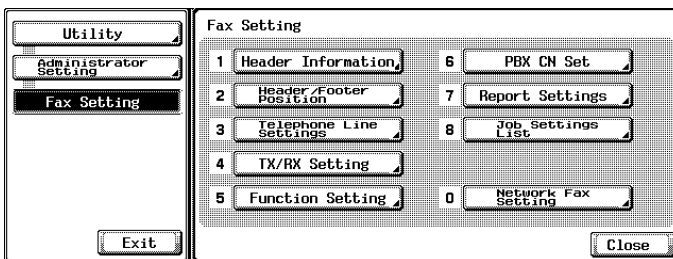 Utility
Administrator
Setting
Fax Setting
Exit
Fax Setting
1 Header Information
2 Header/Footer
Position
3 Telephone Line
Settings
4 TX/RX Setting
5 Function Setting
6 PBX CN Set
7 Report Settings
8 Job Settings
List
0 Network Fax
Setting
Close